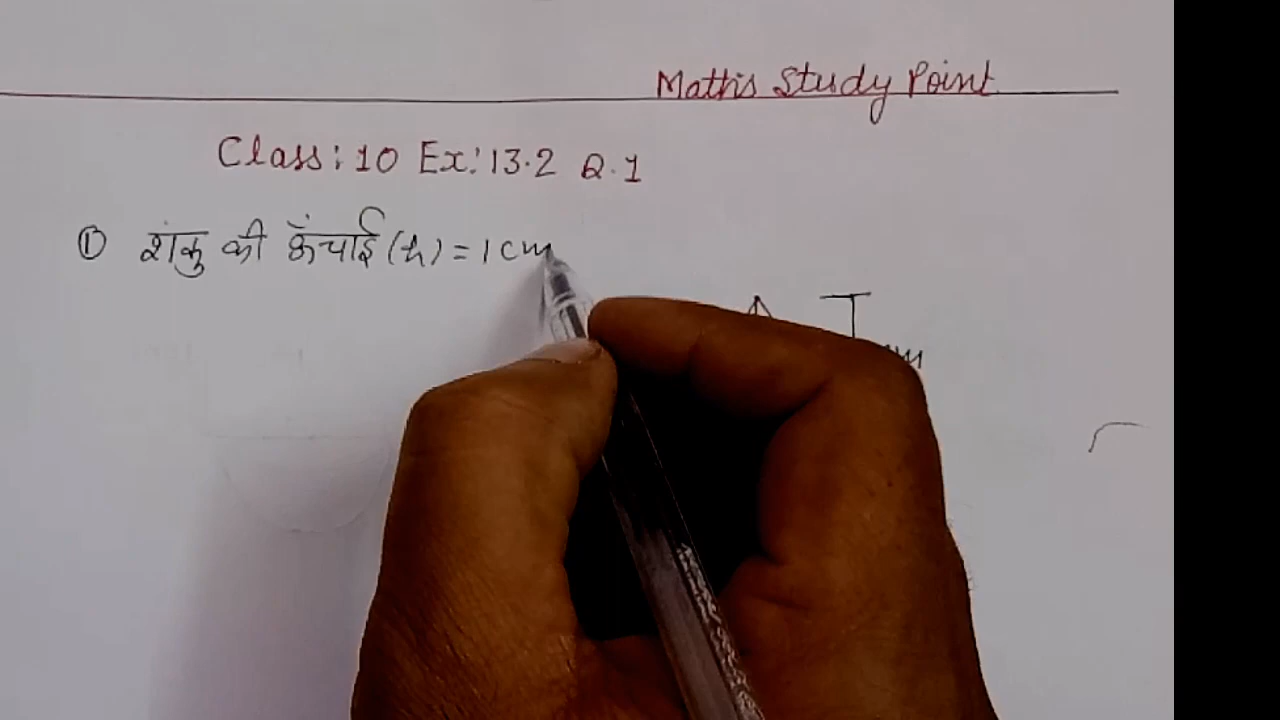 Maths Study Point
Class: 10 Ex: 13.2 Q.1
① शंकु की ऊँचाई (h) = 1 cm